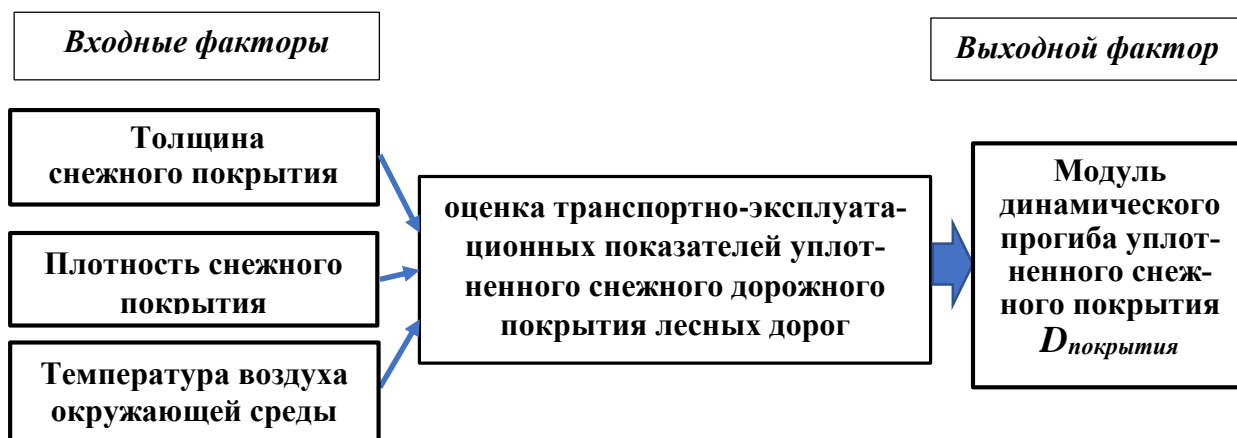 Входные факторы
Выходной фактор
Толщина
снежного покрытия
Плотность снежного
покрытия
Температура воздуха
окружающей среды
оценка транспортно-эксплуата-
ционных показателей уплот-
ненного снежного дорожного
покрытия лесных дорог
Модуль
динамического
прогиба уплот-
ненного снеж-
ного покрытия
Dпокрытия